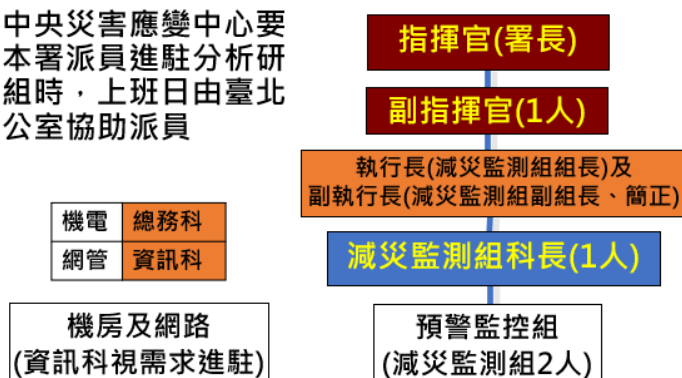 中央災害應變中心要
本署派員進駐分析研
組時，上班日由臺北
公室協助派員
指揮官(署長)
副指揮官(1人)
執行長(減災監測組組長)及
副執行長(減災監測組副組長、簡正)
機電 總務科
網管 資訊科
減災監測組科長(1人)
機房及網路
(資訊科視需求進駐)
預警監控組
(減災監測組2人)